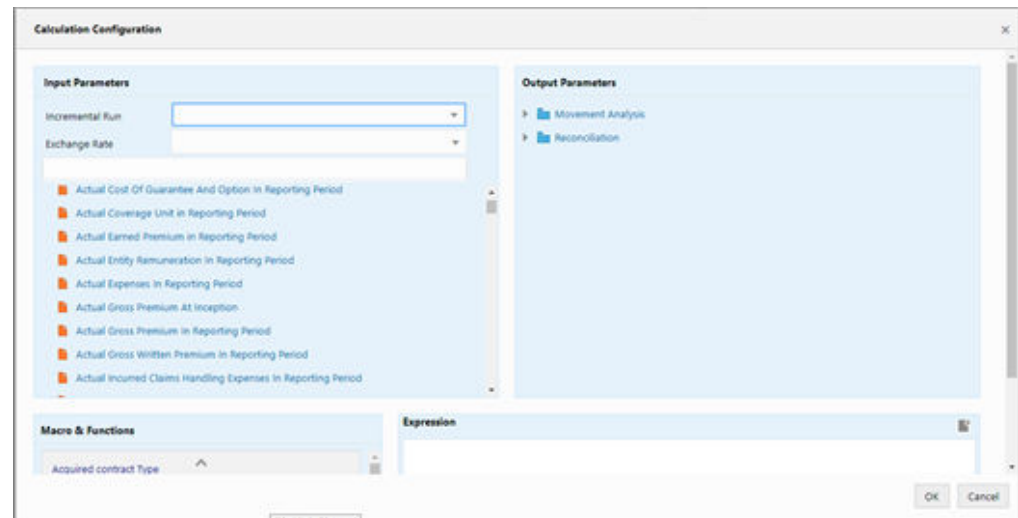 Calculation Configuration
Input Parameters
Incremental Run
Exchange Rate
Actual Cost Of Guarantee And Option In Reporting Period
Actual Coverage Unit in Reporting Period
Actual Earned Premium in Reporting Period
Actual Entity Remuneration In Reporting Period
Actual Expenses In Reporting Period
Actual Gross Premium At Inception
Actual Gross Premium In Reporting Period
Actual Gross Written Premium In Reporting Period
Actual Incurred Claims Handling Expenses In Reporting Period
Output Parameters
Movement Analysis
Reconciliation
Macro & Functions
Acquired contract Type
Expression
OK
Cancel